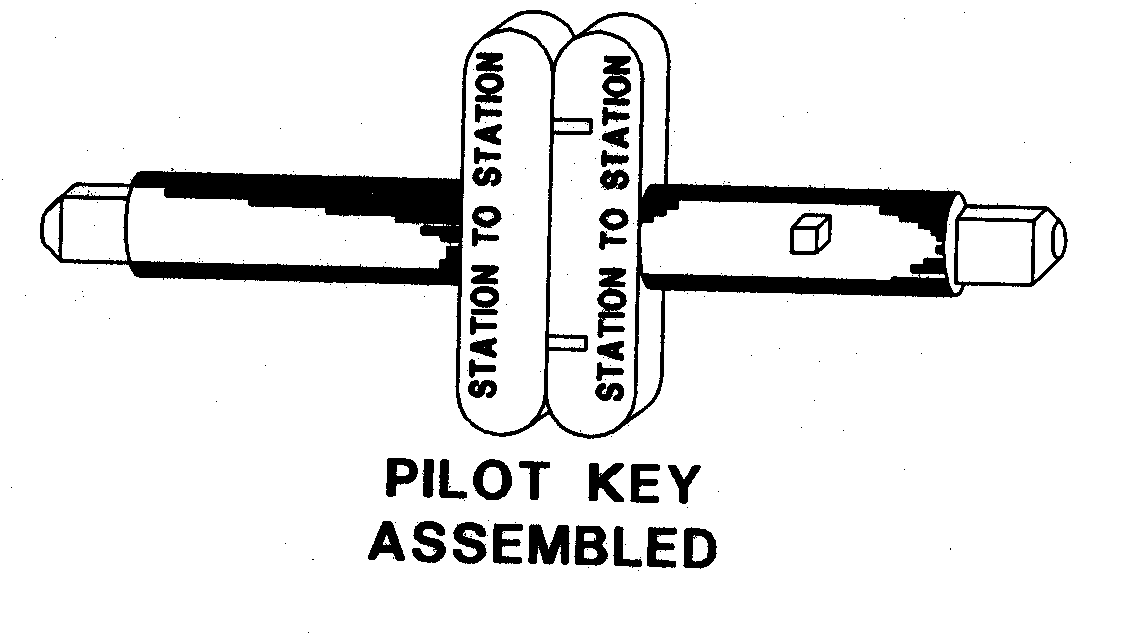 STATION TO STATION
STATION TO STATION
PILOT KEY
ASSEMBLED